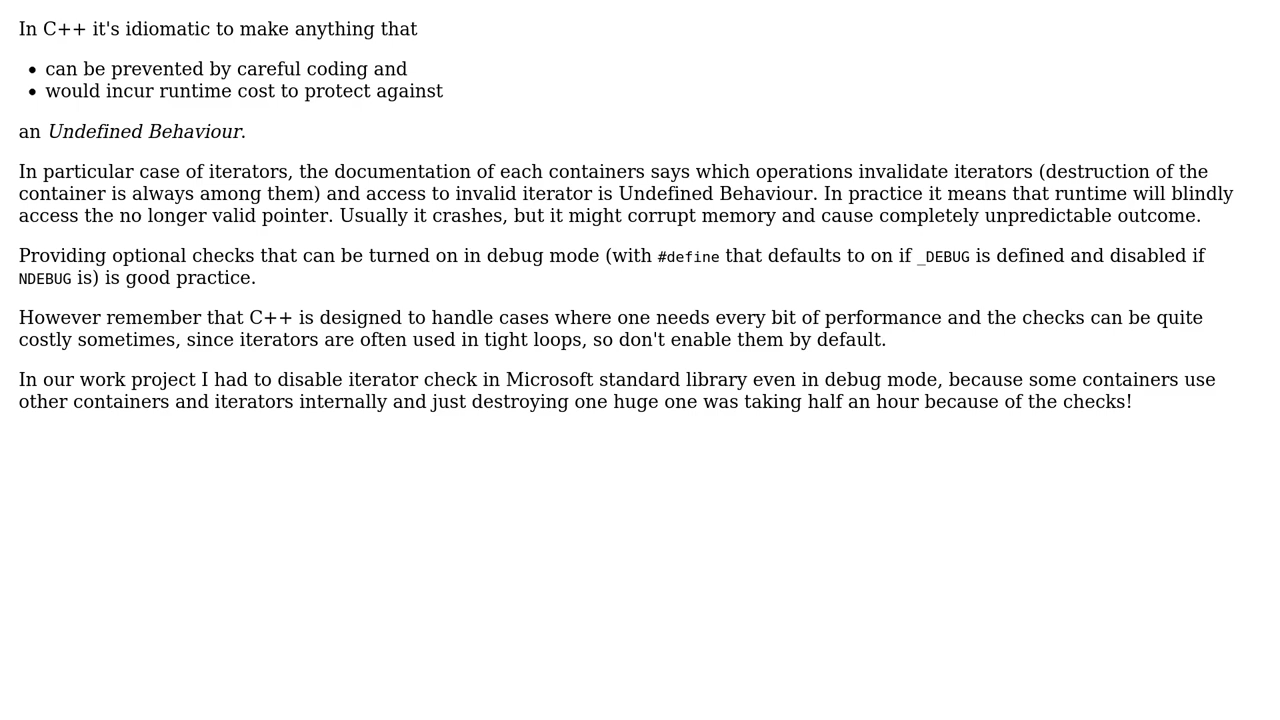 In C++ it's idiomatic to make anything that
• can be prevented by careful coding and
• would incur runtime cost to protect against
an Undefined Behaviour.
In particular case of iterators, the documentation of each containers says which operations invalidate iterators (destruction of the
container is always among them) and access to invalid iterator is Undefined Behaviour. In practice it means that runtime will blindly
access the no longer valid pointer. Usually it crashes, but it might corrupt memory and cause completely unpredictable outcome.
Providing optional checks that can be turned on in debug mode (with #define that defaults to on if _DEBUG is defined and disabled if
NDEBUG is) is good practice.
However remember that C++ is designed to handle cases where one needs every bit of performance and the checks can be quite
costly sometimes, since iterators are often used in tight loops, so don't enable them by default.
In our work project I had to disable iterator check in Microsoft standard library even in debug mode, because some containers use
other containers and iterators internally and just destroying one huge one was taking half an hour because of the checks!